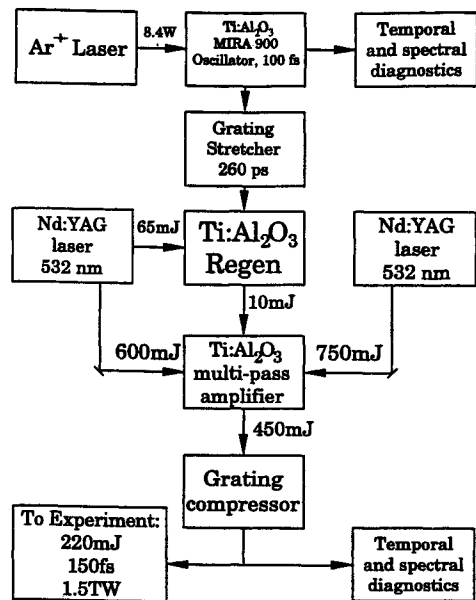 Ar+ Laser
8.4W
Ti:Al2O3
MIRA 900
Oscillator, 100 fs
Temporal
and spectral
diagnostics
Grating
Stretcher
260 ps
Nd:YAG
laser
532 nm
65mJ
Ti:Al2O3
Regen
Nd:YAG
laser
532 nm
10mJ
600mJ
Ti:Al2O3
multi-pass
amplifier
750mJ
450mJ
Grating
compressor
To Experiment:
220mJ
150fs
1.5TW
Temporal
and spectral
diagnostics